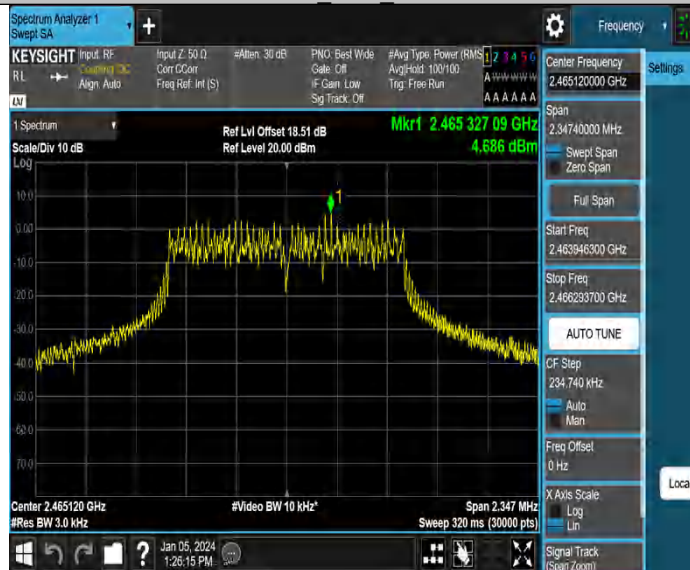 Spectrum Analyzer 1
Swept SA
Frequency
KEYSIGHT
RL
Input: RF
Coupling: DC
Align: Auto
Input Z: 50 Ω
Corr CCorr
Freq Ref: Int (S)
#Atten: 30 dB
PNO: Best Wide
Gate: Off
IF Gain: Low
Sig Track: Off
#Avg Type: Power (RMS
Avg|Hold: 100/100
Trig: Free Run
1 2 3 4 5 6
A W W W W W
A A A A A A
LXI
1 Spectrum
Scale/Div 10 dB
Ref Lvl Offset 18.51 dB
Ref Level 20.00 dBm
Mkr1 2.465 327 09 GHz
4.686 dBm
Log
10.0
0.00
-10.0
-20.0
-30.0
-40.0
-50.0
-60.0
-70.0
1
Center 2.465120 GHz
#Res BW 3.0 kHz
#Video BW 10 kHz*
Span 2.347 MHz
Sweep 320 ms (30000 pts)
Center Frequency
2.465120000 GHz
Span
2.34740000 MHz
Swept Span
Zero Span
Full Span
Start Freq
2.463946300 GHz
Stop Freq
2.466293700 GHz
AUTO TUNE
CF Step
234.740 kHz
Auto
Man
Freq Offset
0 Hz
X Axis Scale
Log
Lin
Signal Track
(Span Zoom)
Settings
Loca
?
Jan 05, 2024
1:26:15 PM